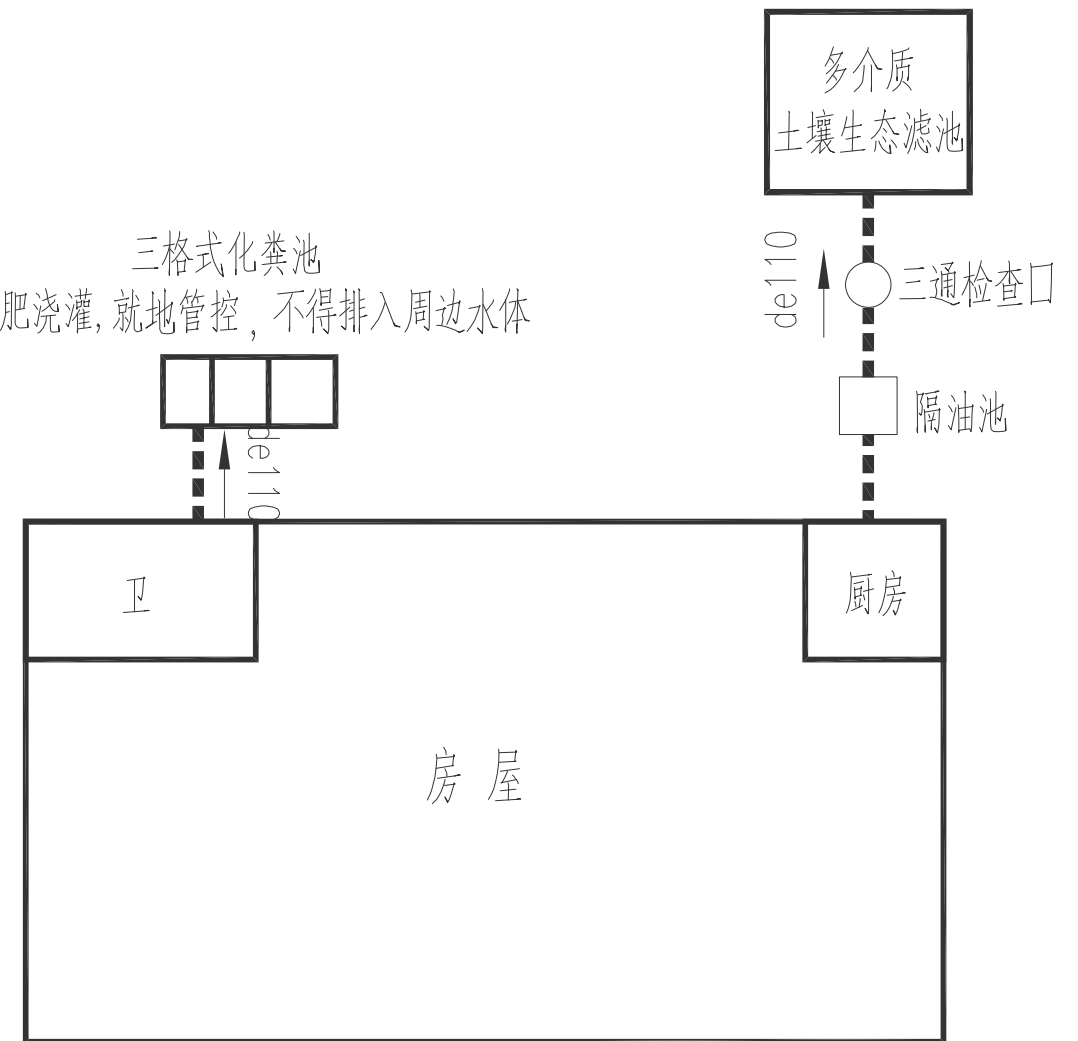 多介质
土壤生态滤池
三格式化粪池
肥浇灌,就地管控,不得排入周边水体
de110
三通检查口
隔油池
de110
卫
厨房
房屋